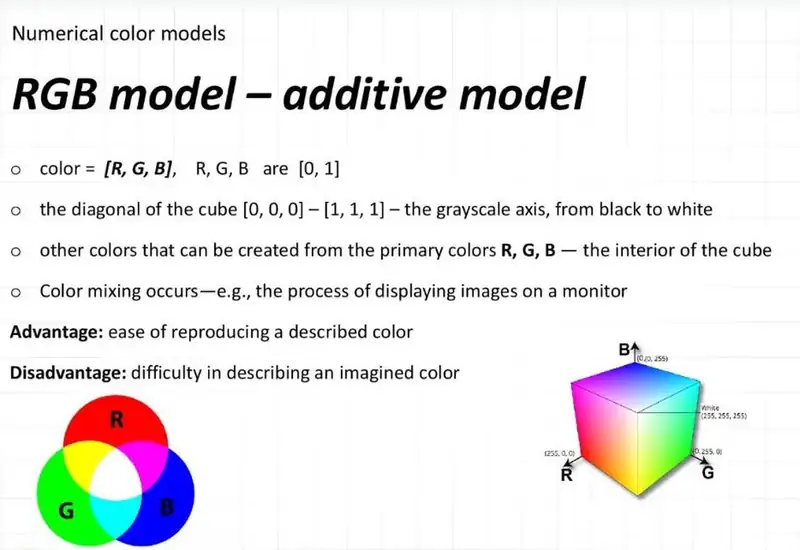 Numerical color models
RGB model – additive model
○ color = [R, G, B], R, G, B are [0, 1]
○ the diagonal of the cube [0, 0, 0] – [1, 1, 1] – the grayscale axis, from black to white
○ other colors that can be created from the primary colors R, G, B — the interior of the cube
○ Color mixing occurs—e.g., the process of displaying images on a monitor
Advantage: ease of reproducing a described color
Disadvantage: difficulty in describing an imagined color
R
G
B
B
(0,0, 255)
White
(255, 255, 255)
(255, 0, 0)
R
(0, 255, 0)
G